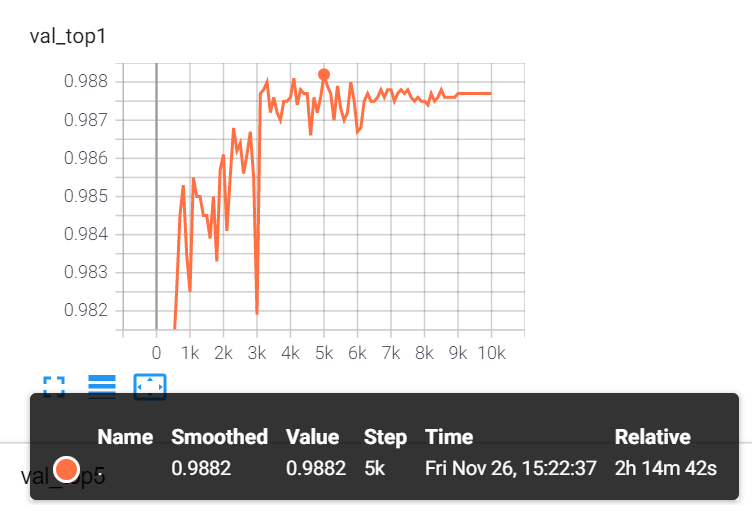 val_top1
0.988
0.987
0.986
0.985
0.984
0.983
0.982
0 1k 2k 3k 4k 5k 6k 7k 8k 9k 10k
Name Smoothed Value Step Time Relative
. 0.9882 0.9882 5k Fri Nov 26, 15:22:37 2h 14m 42s
val_top5